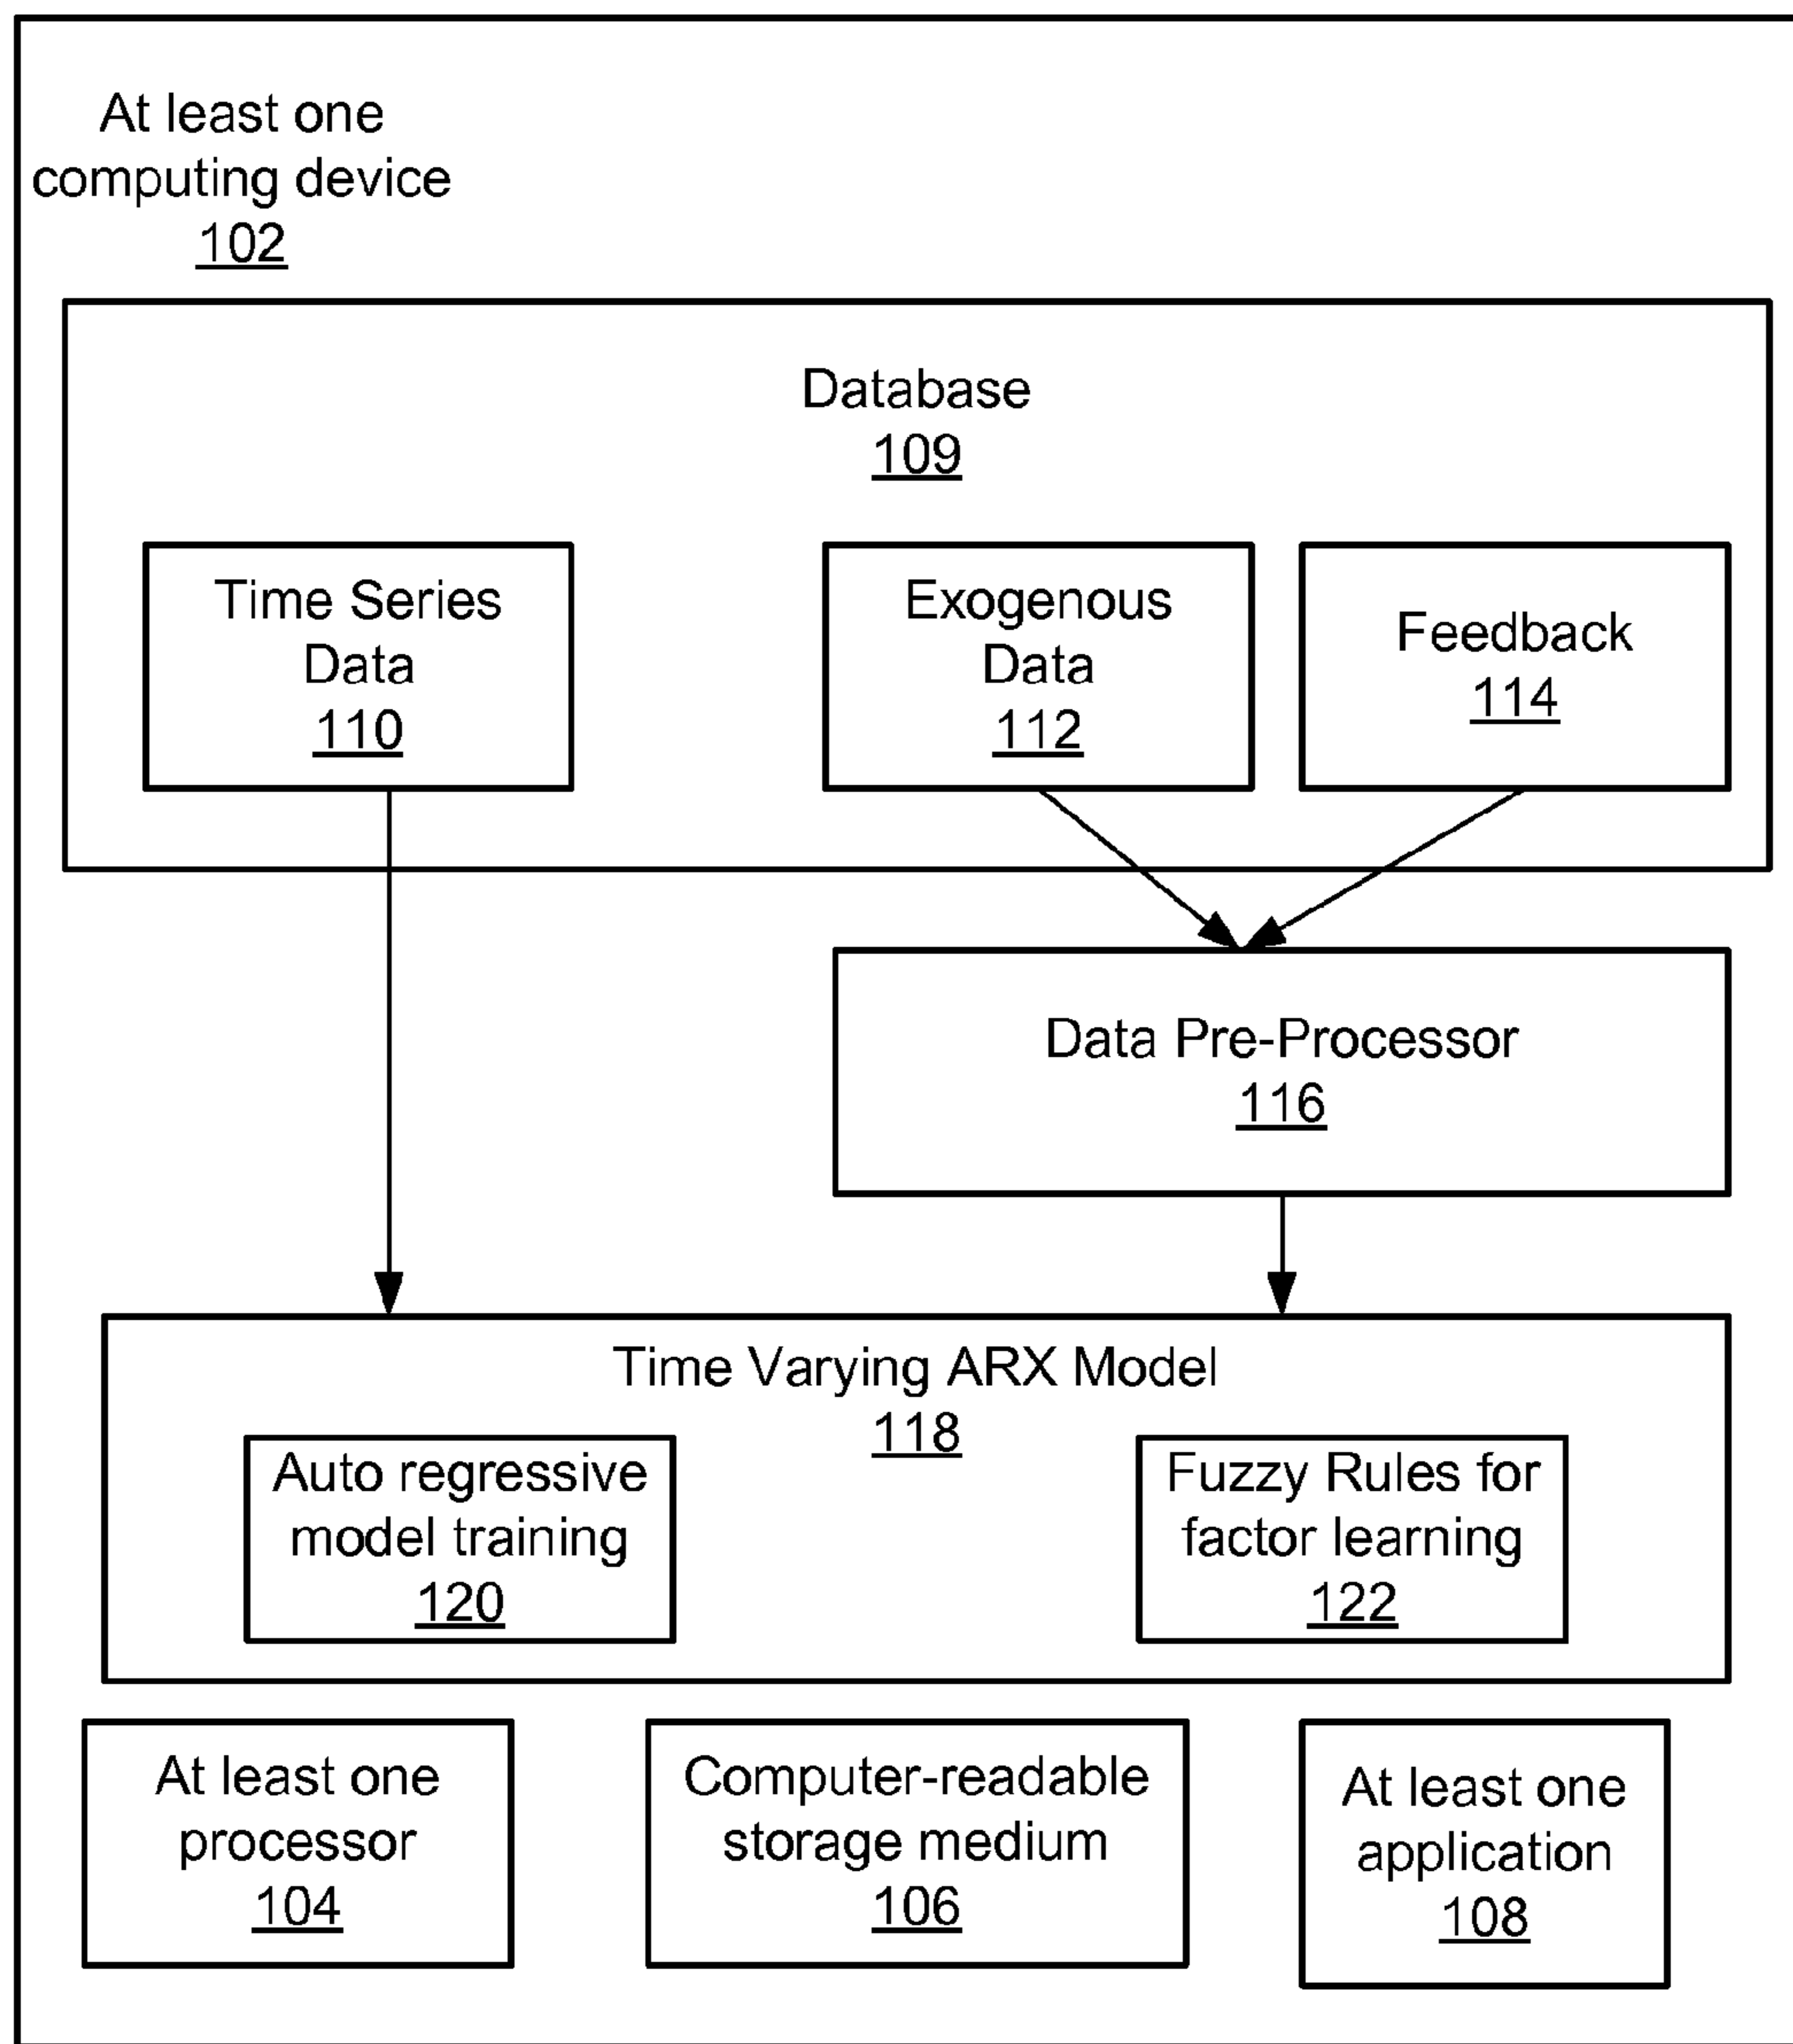 At least one
computing device
102
Database
109
Time Series
Data
110
Exogenous
Data
112
Feedback
114
Data Pre-Processor
116
Time Varying ARX Model
118
Auto regressive
model training
120
Fuzzy Rules for
factor learning
122
At least one
processor
104
Computer-readable
storage medium
106
At least one
application
108